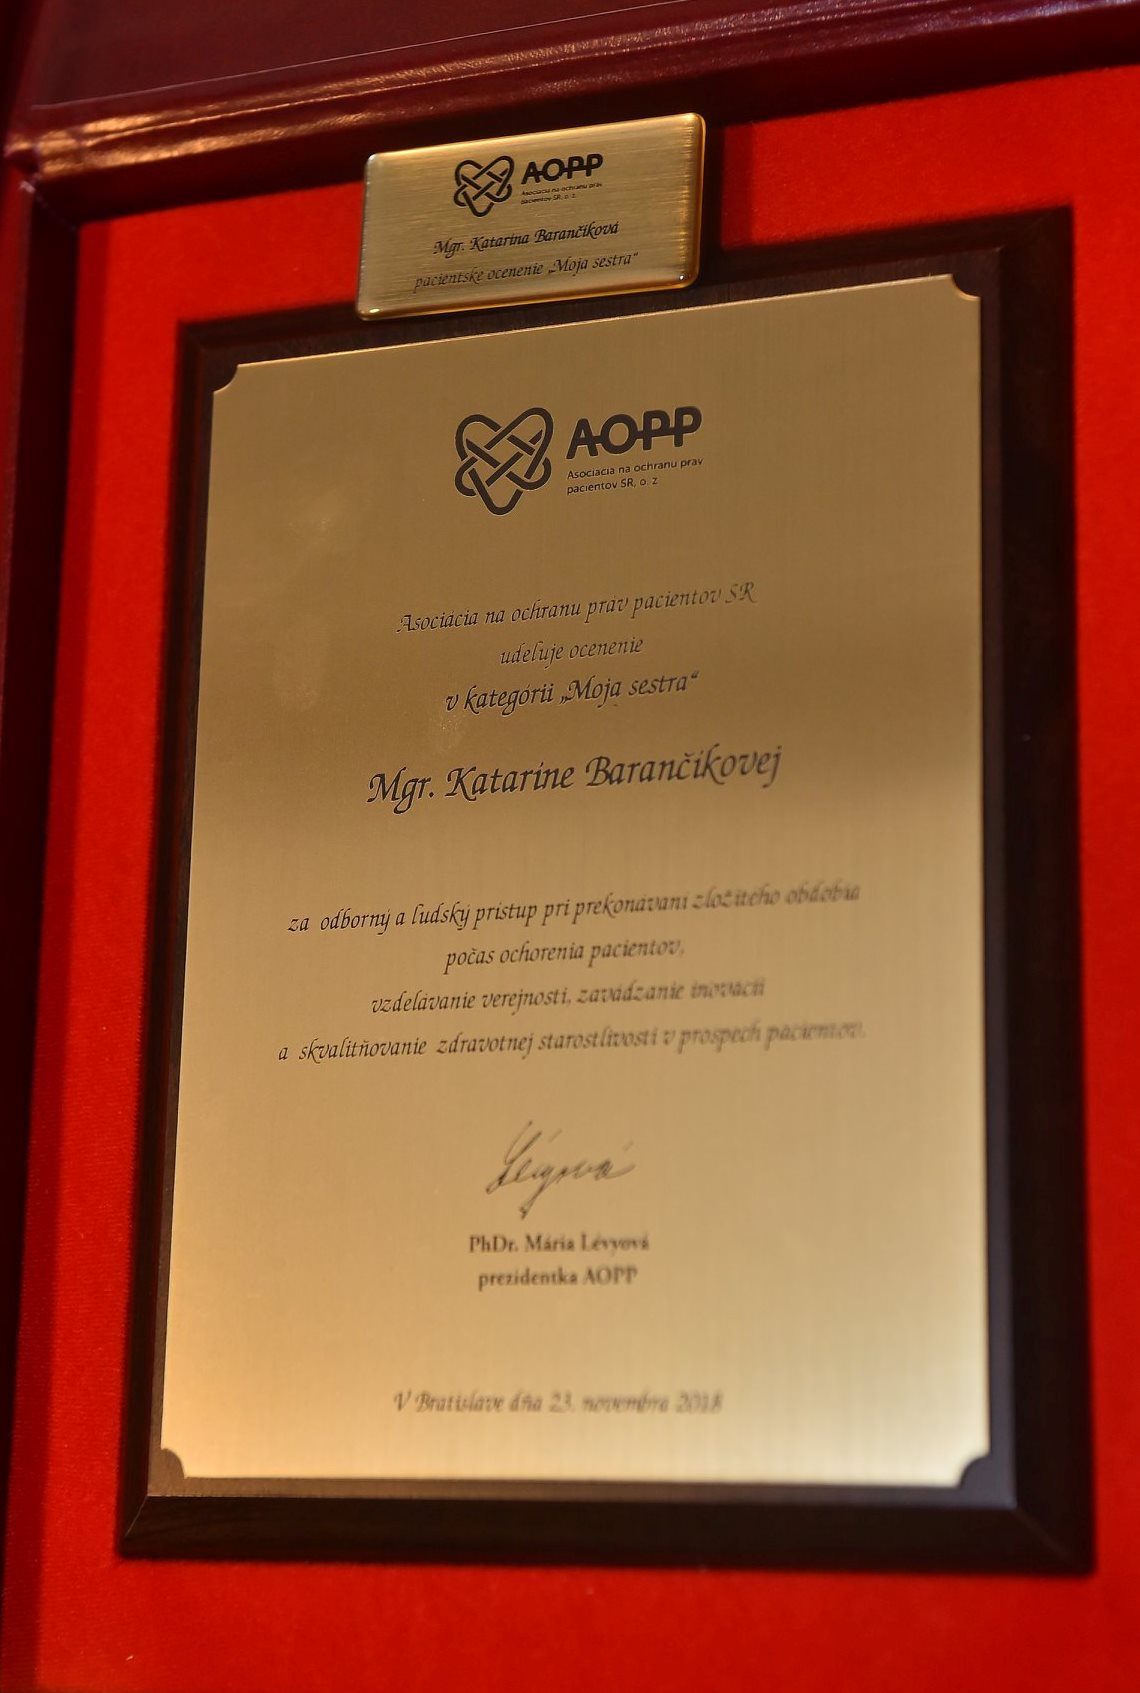 AOPP
Asociácia na ochranu práv
pacientov SR, o. z.
Mgr. Katarína Barančíková
pacientske ocenenie „Moja sestra“
AOPP
Asociácia na ochranu práv
pacientov SR, o. z
Asociácia na ochranu práv pacientov SR
udeľuje ocenenie
v kategórii „Moja sestra“
Mgr. Kataríne Barančíkovej
za odborný a ľudský prístup pri prekonávaní zložitého obdobia
počas ochorenia pacientov,
vzdelávanie verejnosti, zavádzanie inovácií
a skvalitňovanie zdravotnej starostlivosti v prospech pacientov.
Lévyová
PhDr. Mária Lévyová
prezidentka AOPP
V Bratislave dňa 23. novembra 2018